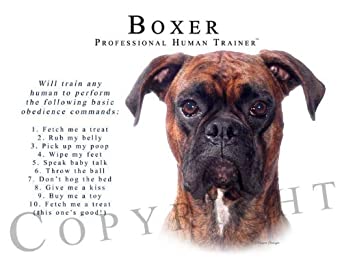 BOXER
PROFESSIONAL HUMAN TRAINER™
Will train any
human to perform
the following basic
obedience commands:
1. Fetch me a treat
2. Rub my belly
3. Pick up my poop
4. Wipe my feet
5. Speak baby talk
6. Throw the ball
7. Don't hog the bed
8. Give me a kiss
9. Buy me a toy
10. Fetch me a treat
(this one's good!)
COPYRIGHT